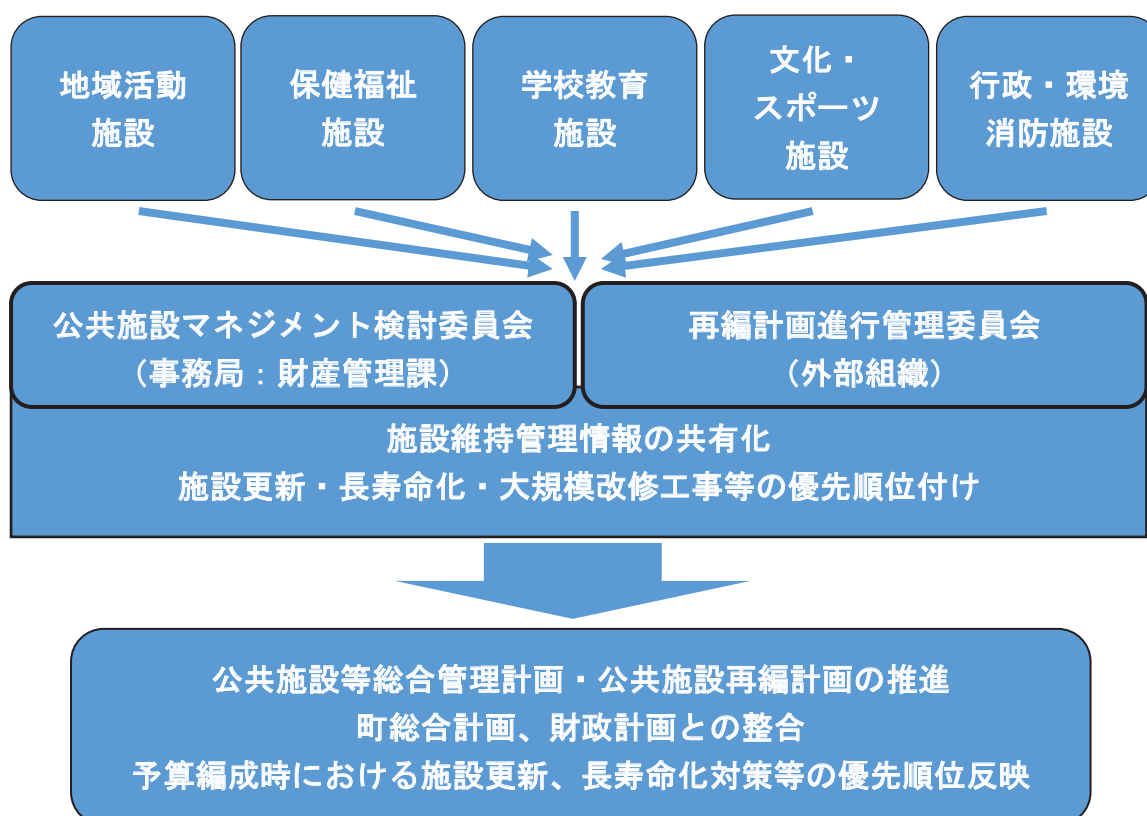 地域活動
施設
保健福祉
施設
学校教育
施設
文化・
スポーツ
施設
行政・環境
消防施設
公共施設マネジメント検討委員会
（事務局：財産管理課）
再編計画進行管理委員会
（外部組織）
施設維持管理情報の共有化
施設更新・長寿命化・大規模改修工事等の優先順位付け
公共施設等総合管理計画・公共施設再編計画の推進
町総合計画、財政計画との整合
予算編成時における施設更新、長寿命化対策等の優先順位反映